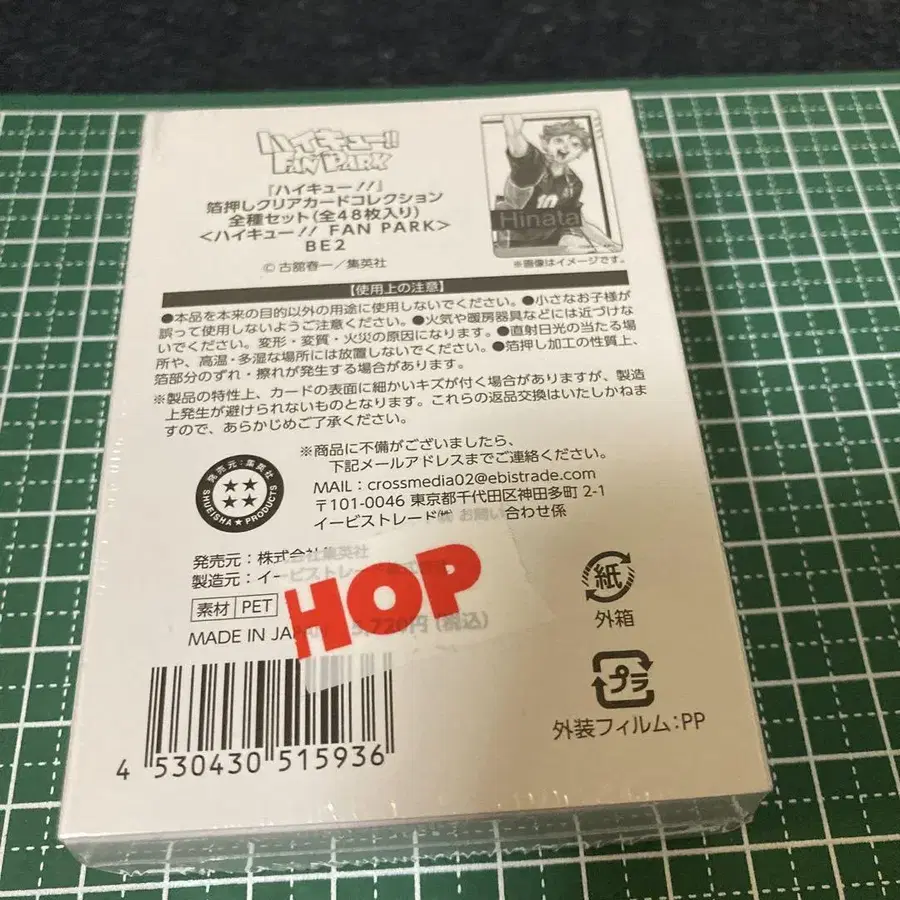 ハイキュー!!
FAN PARK
『ハイキュー!!』
箔押しクリアカードコレクション
全種セット(全48枚入り)
<ハイキュー!! FAN PARK>
BE2
©古舘春一/集英社
Hinata
※画像はイメージです。
【使用上の注意】
●本品を本来の目的以外の用途に使用しないでください。●小さなお子様が
誤って使用しないようご注意ください。●火気や暖房器具などには近づけな
いでください。変形・変質・火災の原因になります。●直射日光の当たる場
所や、高温・多湿な場所には放置しないでください。●箔押し加工の性質上、
箔部分のずれ・擦れが発生する場合があります。
※製品の特性上、カードの表面に細かいキズが付く場合がありますが、製造
上発生が避けられないものとなります。これらの返品交換はいたしかねま
すので、あらかじめご了承ください。
※商品に不備がございましたら、
下記メールアドレスまでご連絡ください。
MAIL:crossmedia02@ebistrade.com
〒101-0046 東京都千代田区神田多町 2-1
イービストレード㈱ お問い合わせ係
発売元:集英社
SHUEISHA★PRODUCTS
発売元:株式会社集英社
製造元:イービストレード
HOP
素材 PET
MADE IN JAPAN 5,720円(税込)
紙
外箱
プラ
外装フィルム:PP
4 530430 515936